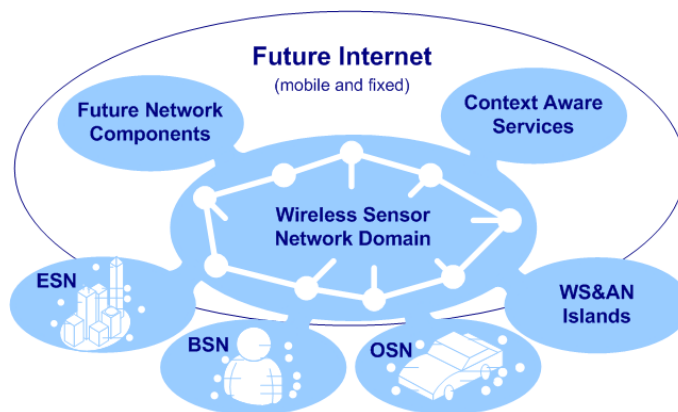 Future Internet
(mobile and fixed)
Future Network
Components
Context Aware
Services
Wireless Sensor
Network Domain
ESN
BSN
OSN
WS&AN
Islands